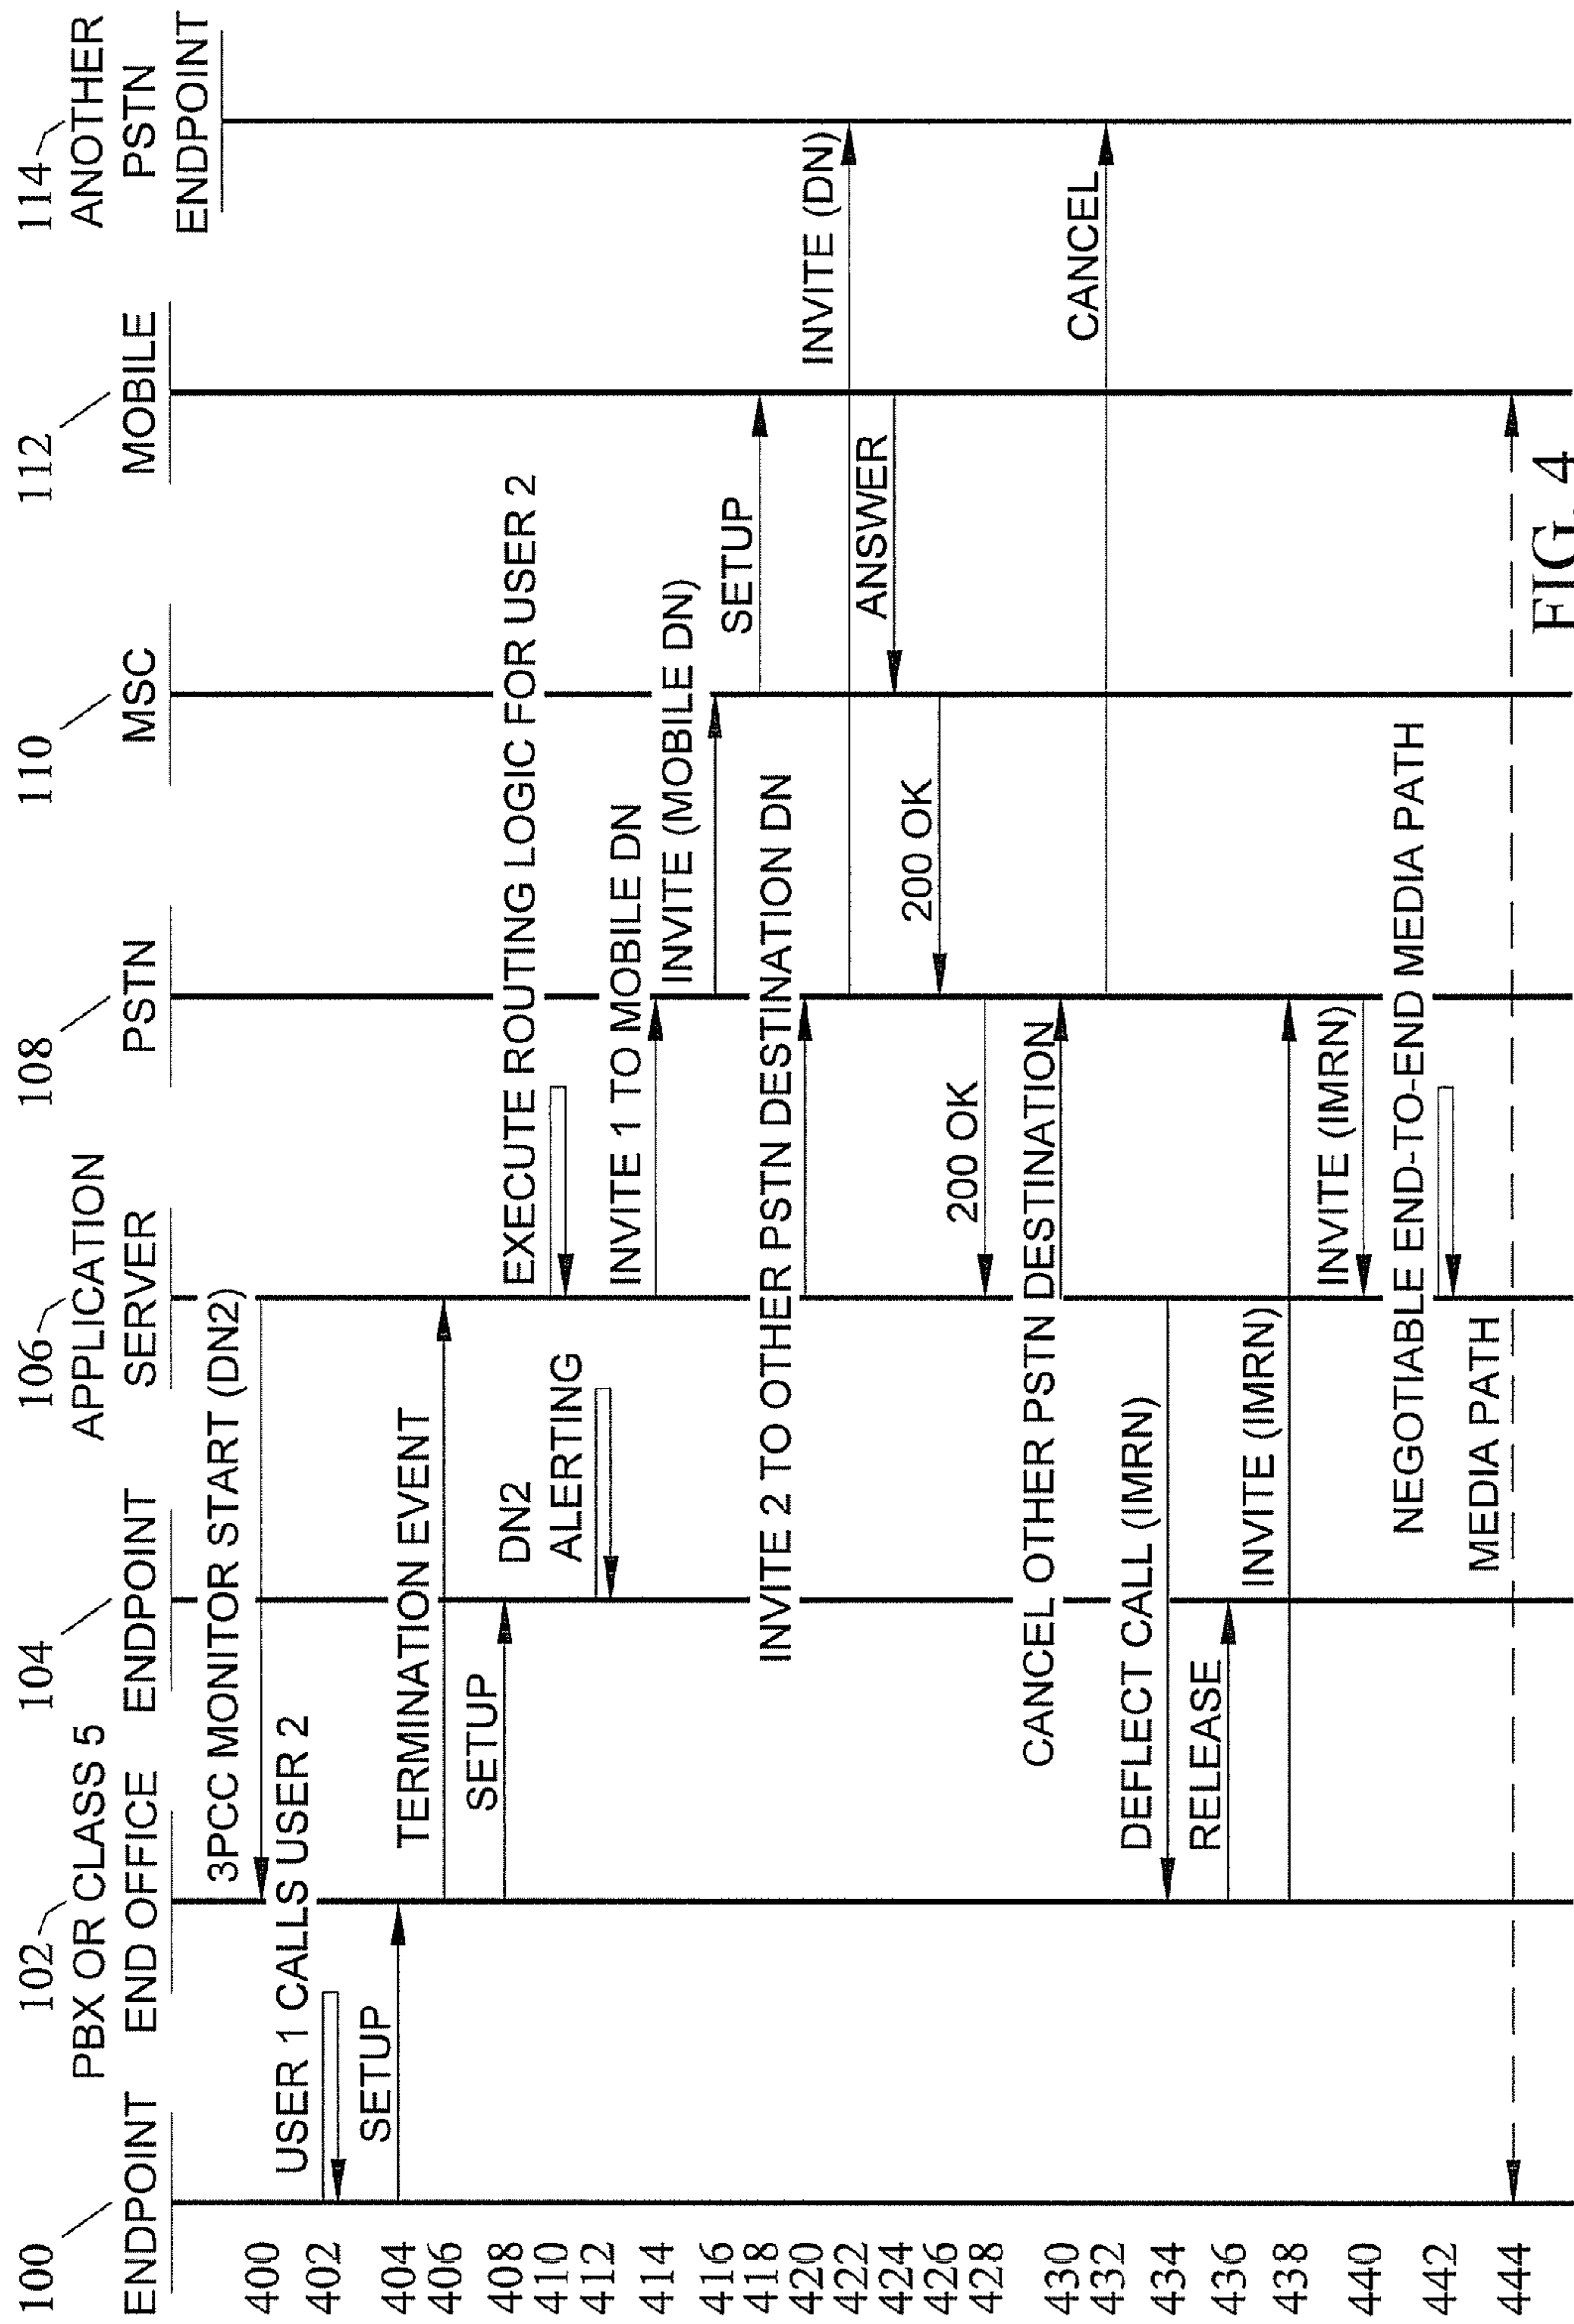 100
102
104
106
108
110
112
114
ENDPOINT
PBX OR CLASS 5
END OFFICE
ENDPOINT
APPLICATION
SERVER
PSTN
MSC
MOBILE
ANOTHER
PSTN
ENDPOINT
400
3PCC MONITOR START (DN2)
402
USER 1 CALLS USER 2
404
SETUP
406
TERMINATION EVENT
408
SETUP
410
EXECUTE ROUTING LOGIC FOR USER 2
412
DN2
ALERTING
414
INVITE 1 TO MOBILE DN
416
INVITE (MOBILE DN)
418
SETUP
420
INVITE 2 TO OTHER PSTN DESTINATION DN
422
INVITE (DN)
424
ANSWER
426
200 OK
428
200 OK
430
CANCEL OTHER PSTN DESTINATION
432
CANCEL
434
DEFLECT CALL (IMRN)
436
RELEASE
438
INVITE (IMRN)
440
INVITE (IMRN)
442
NEGOTIABLE END-TO-END MEDIA PATH
444
MEDIA PATH
FIG. 4